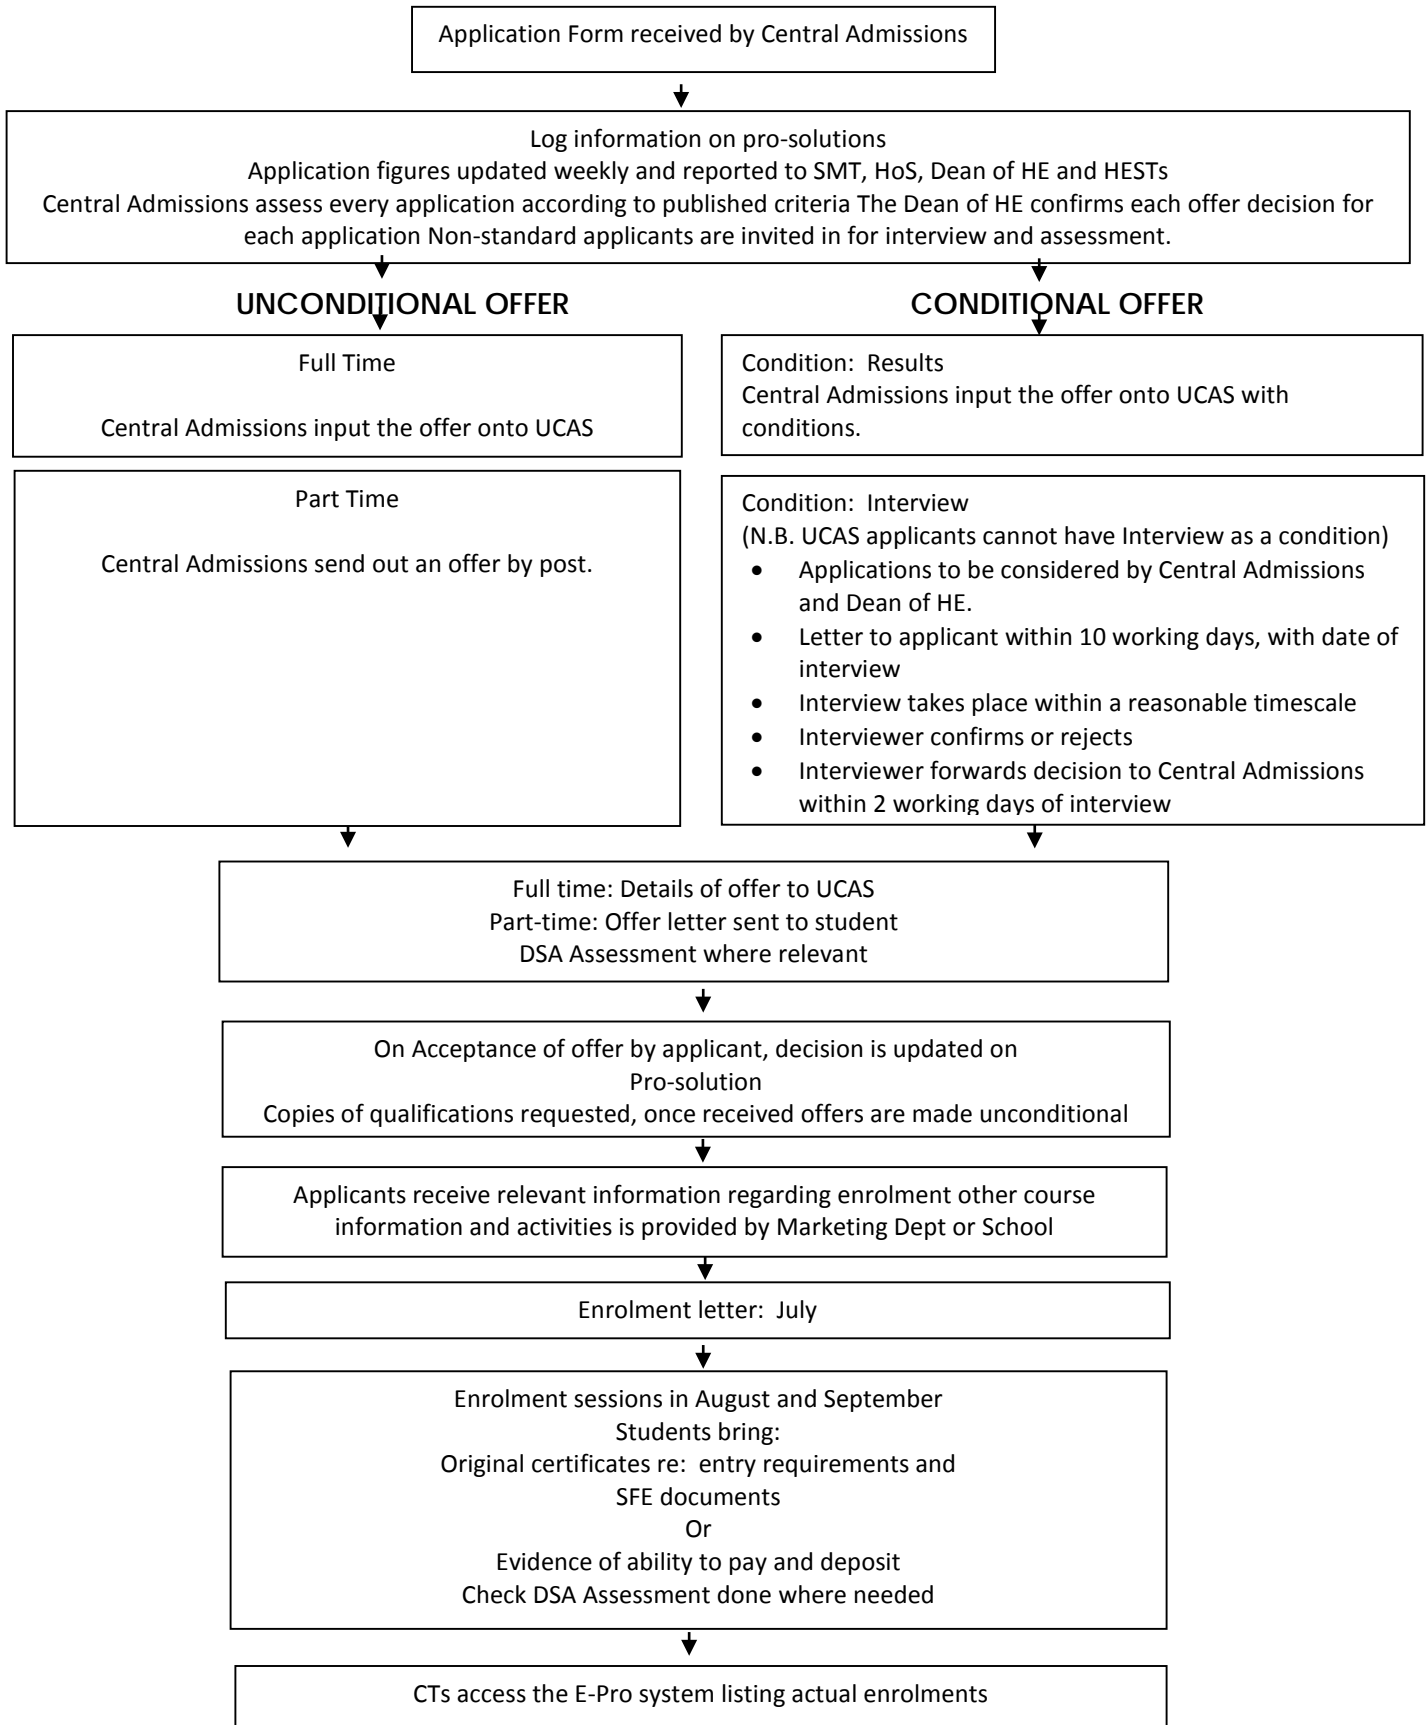 Application Form received by Central Admissions
Log information on pro-solutions
Application figures updated weekly and reported to SMT, HoS, Dean of HE and HESTs
Central Admissions assess every application according to published criteria The Dean of HE confirms each offer decision for
each application Non-standard applicants are invited in for interview and assessment.
UNCONDITIONAL OFFER
Full Time
Central Admissions input the offer onto UCAS
Part Time
Central Admissions send out an offer by post.
CONDITIONAL OFFER
Condition: Results
Central Admissions input the offer onto UCAS with
conditions.
Condition: Interview
(N.B. UCAS applicants cannot have Interview as a condition)
• Applications to be considered by Central Admissions
and Dean of HE.
• Letter to applicant within 10 working days, with date of
interview
• Interview takes place within a reasonable timescale
• Interviewer confirms or rejects
• Interviewer forwards decision to Central Admissions
within 2 working days of interview
Full time: Details of offer to UCAS
Part-time: Offer letter sent to student
DSA Assessment where relevant
On Acceptance of offer by applicant, decision is updated on
Pro-solution
Copies of qualifications requested, once received offers are made unconditional
Applicants receive relevant information regarding enrolment other course
information and activities is provided by Marketing Dept or School
Enrolment letter: July
Enrolment sessions in August and September
Students bring:
Original certificates re: entry requirements and
SFE documents
Or
Evidence of ability to pay and deposit
Check DSA Assessment done where needed
CTs access the E-Pro system listing actual enrolments